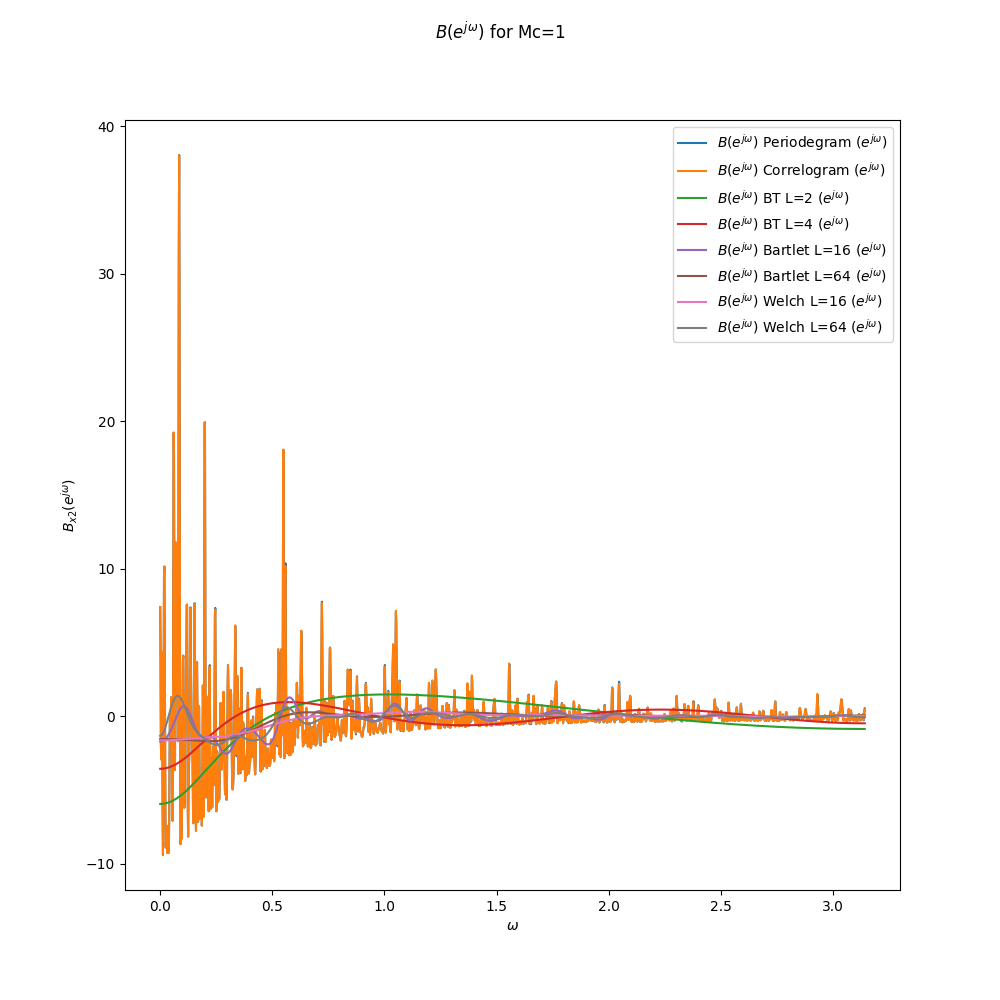 B(e^{jω}) for Mc=1
40
30
20
10
0
−10
B_{x2}(e^{jω})
B(e^{jω}) Periodegram (e^{jω})
B(e^{jω}) Correlogram (e^{jω})
B(e^{jω}) BT L=2 (e^{jω})
B(e^{jω}) BT L=4 (e^{jω})
B(e^{jω}) Bartlet L=16 (e^{jω})
B(e^{jω}) Bartlet L=64 (e^{jω})
B(e^{jω}) Welch L=16 (e^{jω})
B(e^{jω}) Welch L=64 (e^{jω})
0.0 0.5 1.0 1.5 2.0 2.5 3.0
ω